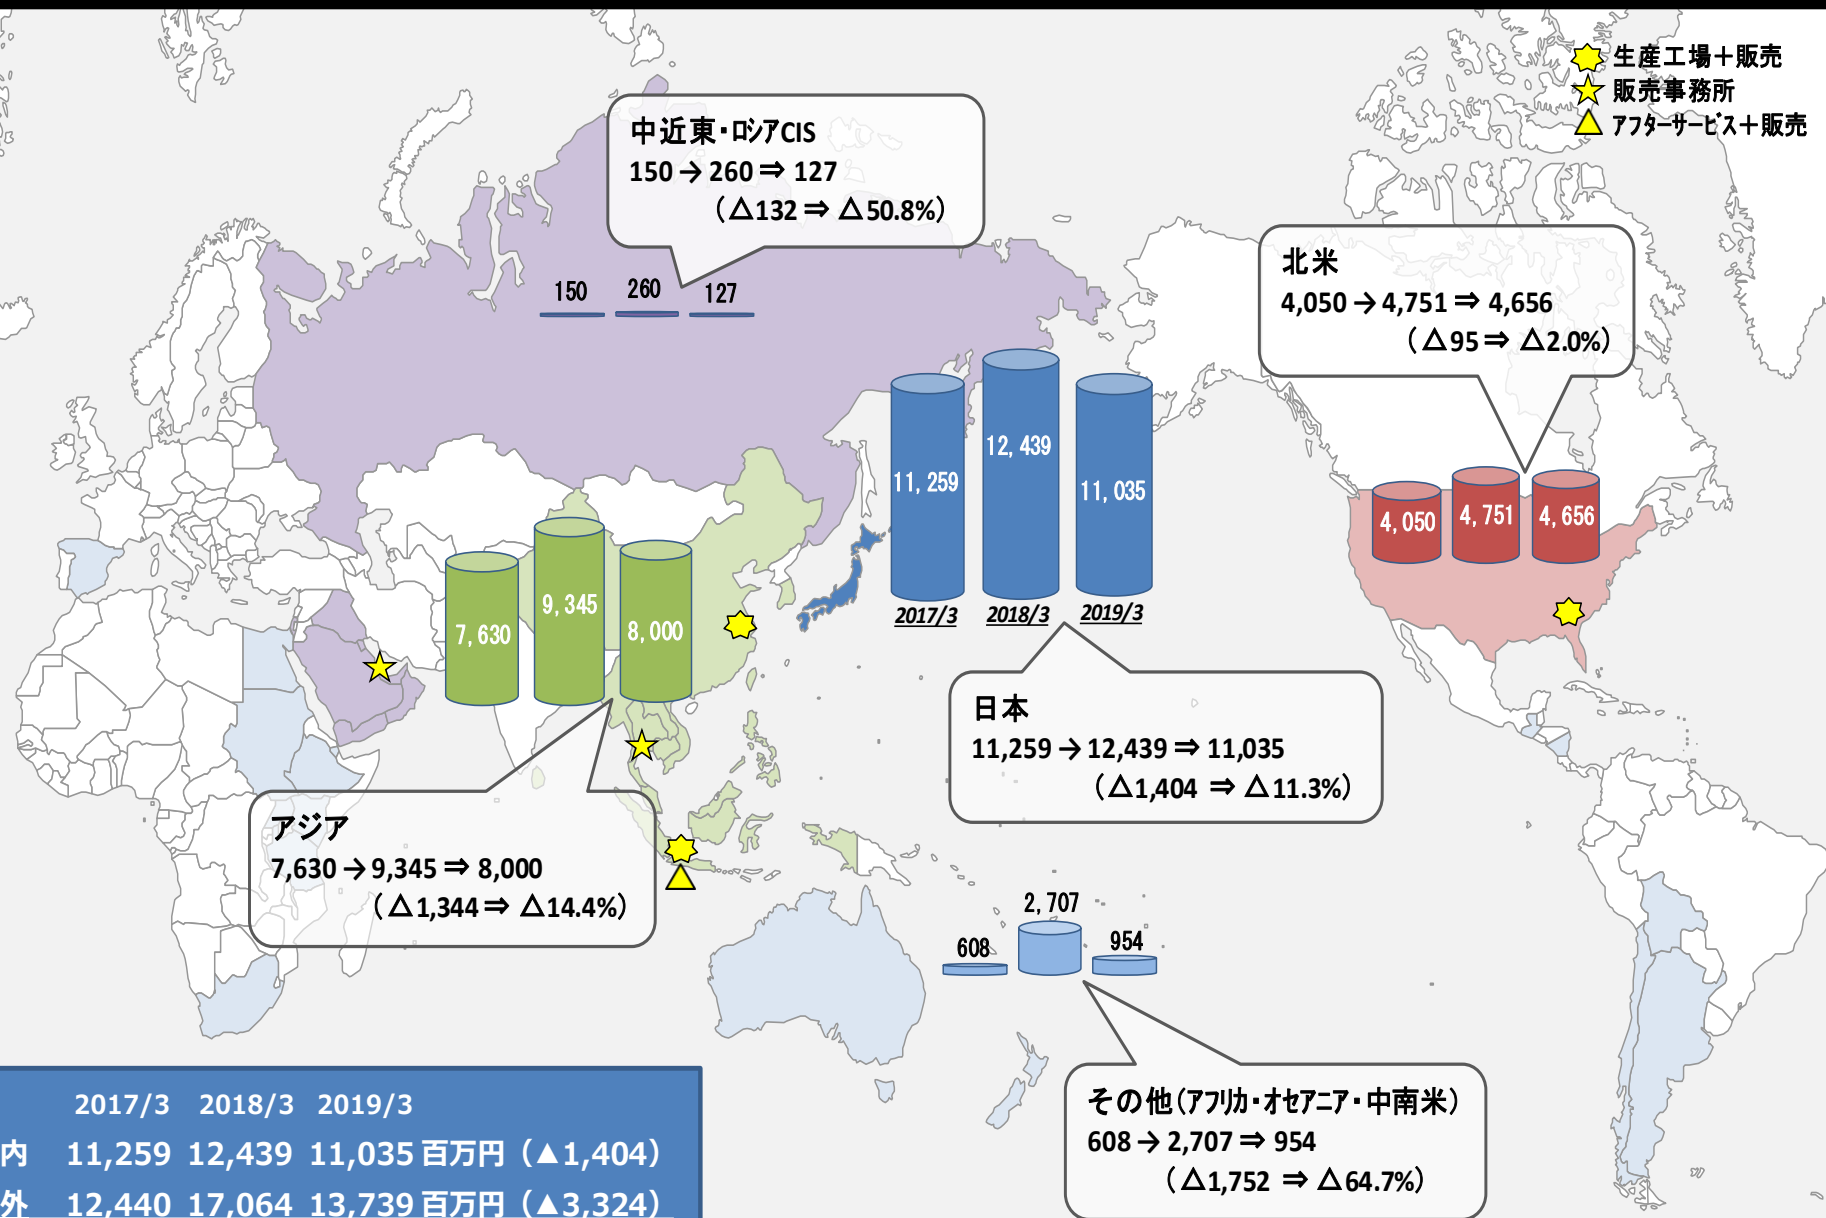 生産工場＋販売
販売事務所
アフターサービス＋販売
中近東・ロシアCIS
150 → 260 ⇒ 127
（△132 ⇒ △50.8%）
150 260 127
北米
4,050 → 4,751 ⇒ 4,656
（△95 ⇒ △2.0%）
11,259 12,439 11,035
2017/3 2018/3 2019/3
4,050 4,751 4,656
7,630 9,345 8,000
日本
11,259 → 12,439 ⇒ 11,035
（△1,404 ⇒ △11.3%）
アジア
7,630 → 9,345 ⇒ 8,000
（△1,344 ⇒ △14.4%）
608 2,707 954
その他（アフリカ・オセアニア・中南米）
608 → 2,707 ⇒ 954
（△1,752 ⇒ △64.7%）
2017/3 2018/3 2019/3
内 11,259 12,439 11,035 百万円（▲1,404）
外 12,440 17,064 13,739 百万円（▲3,324）